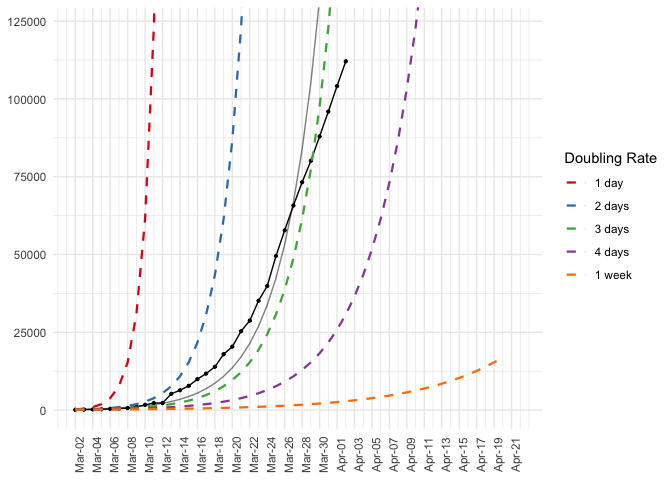 125000
100000
75000
50000
25000
0
Mar-02
Mar-04
Mar-06
Mar-08
Mar-10
Mar-12
Mar-14
Mar-16
Mar-18
Mar-20
Mar-22
Mar-24
Mar-26
Mar-28
Mar-30
Apr-01
Apr-03
Apr-05
Apr-07
Apr-09
Apr-11
Apr-13
Apr-15
Apr-17
Apr-19
Apr-21
Doubling Rate
1 day
2 days
3 days
4 days
1 week